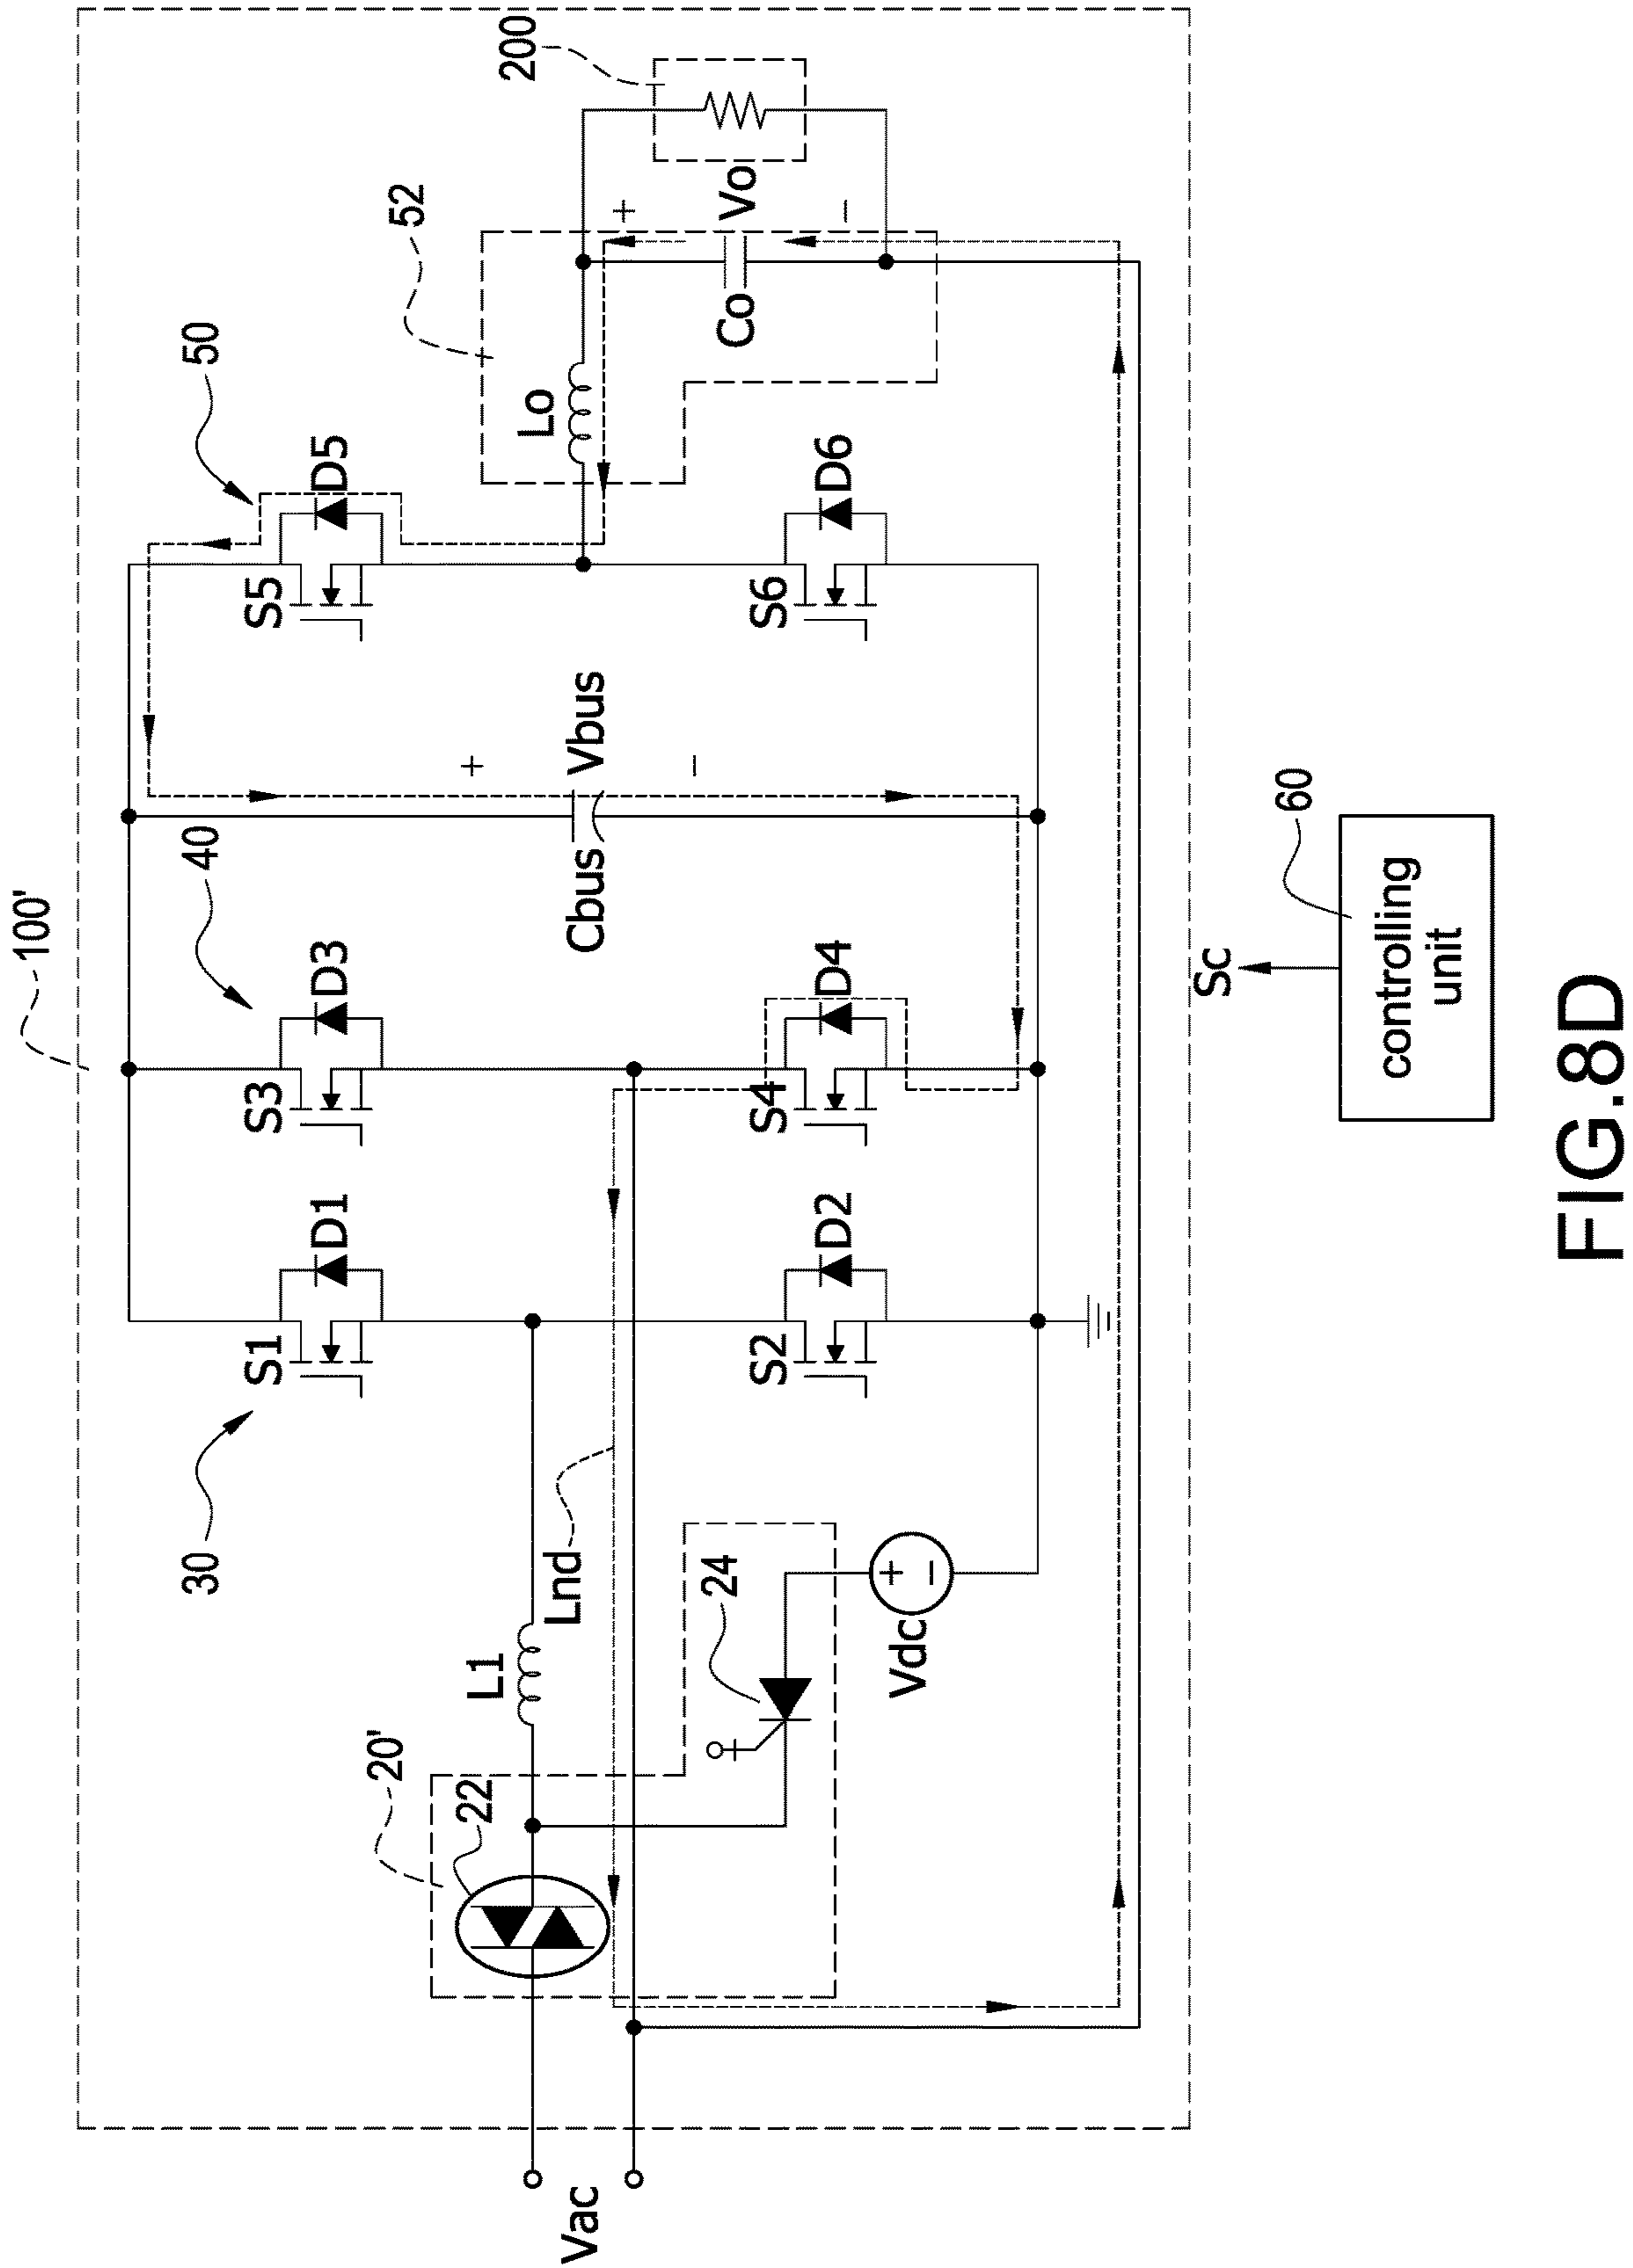 100'
30
40
50
52
200
S1
D1
S3
D3
S5
D5
20'
22
L1
Lnd
Cbus
Vbus
+
−
Lo
+
Vo
−
Co
Vac
24
S2
D2
S4
D4
S6
D6
Vdc
+
−
Sc
60
controlling
unit
FIG.8D